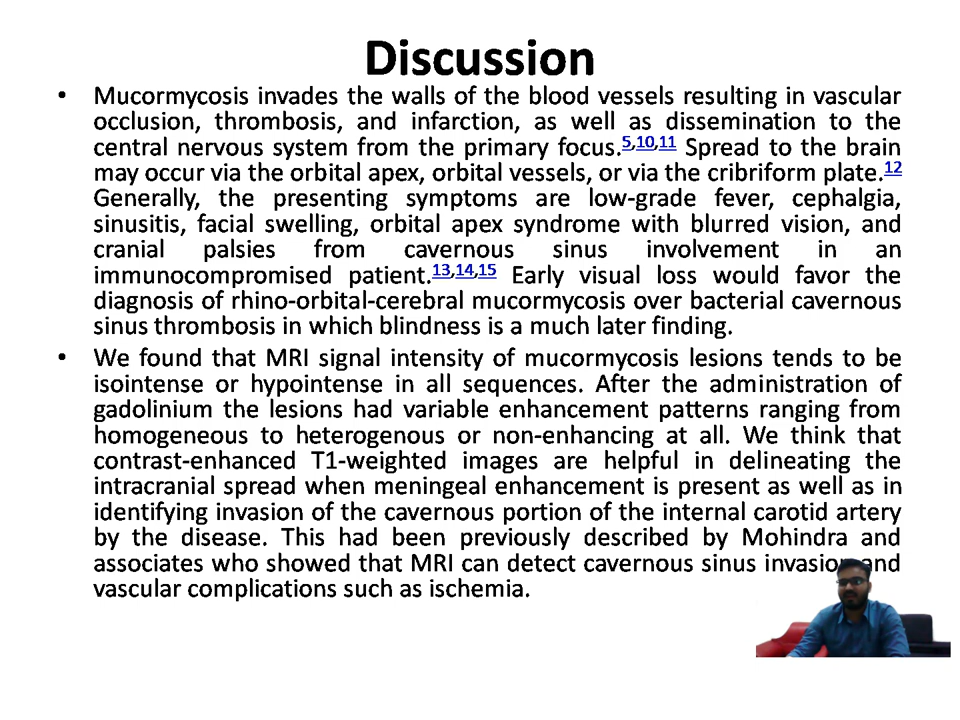 Discussion
• Mucormycosis invades the walls of the blood vessels resulting in vascular
occlusion, thrombosis, and infarction, as well as dissemination to the
central nervous system from the primary focus.5,10,11 Spread to the brain
may occur via the orbital apex, orbital vessels, or via the cribriform plate.12
Generally, the presenting symptoms are low-grade fever, cephalgia,
sinusitis, facial swelling, orbital apex syndrome with blurred vision, and
cranial palsies from cavernous sinus involvement in an
immunocompromised patient.13,14,15 Early visual loss would favor the
diagnosis of rhino-orbital-cerebral mucormycosis over bacterial cavernous
sinus thrombosis in which blindness is a much later finding.
• We found that MRI signal intensity of mucormycosis lesions tends to be
isointense or hypointense in all sequences. After the administration of
gadolinium the lesions had variable enhancement patterns ranging from
homogeneous to heterogenous or non-enhancing at all. We think that
contrast-enhanced T1-weighted images are helpful in delineating the
intracranial spread when meningeal enhancement is present as well as in
identifying invasion of the cavernous portion of the internal carotid artery
by the disease. This had been previously described by Mohindra and
associates who showed that MRI can detect cavernous sinus invasion and
vascular complications such as ischemia.